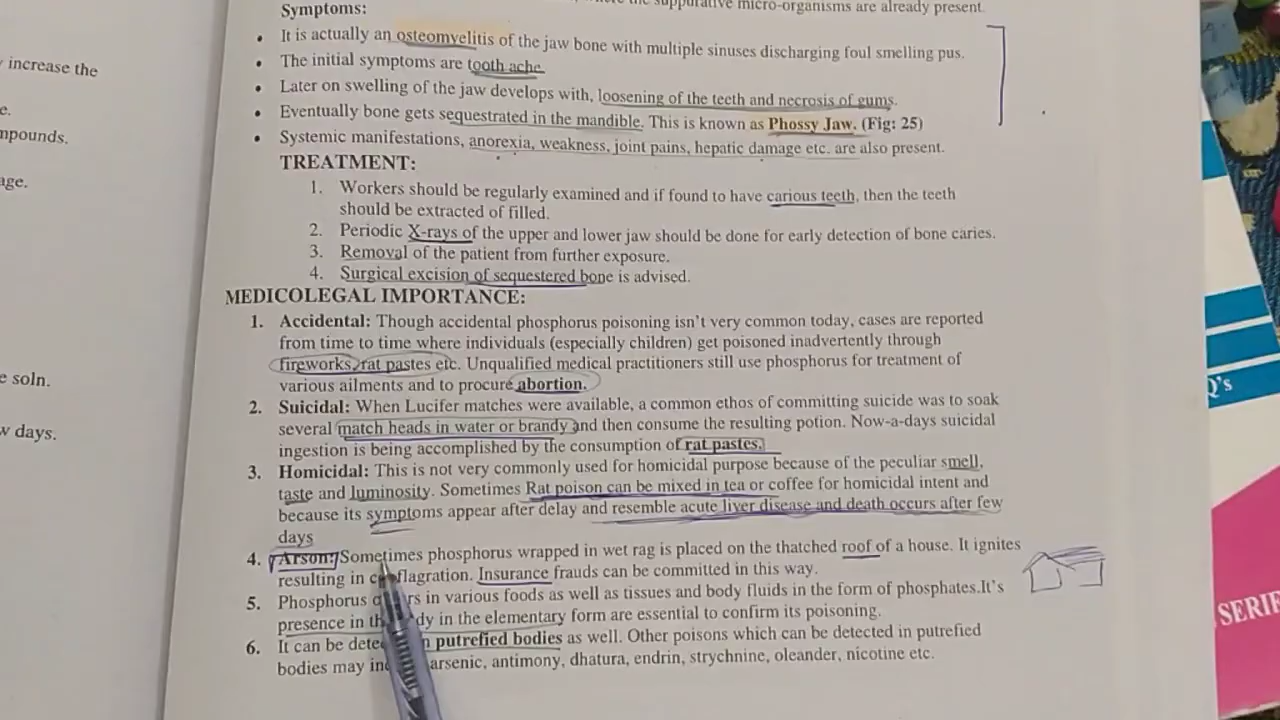 y increase the
e.
mpounds.
age.
e soln.
w days.
suppurative micro-organisms are already present.
Symptoms:
• It is actually an osteomyelitis of the jaw bone with multiple sinuses discharging foul smelling pus.
• The initial symptoms are tooth ache.
• Later on swelling of the jaw develops with, loosening of the teeth and necrosis of gums.
• Eventually bone gets sequestrated in the mandible. This is known as Phossy Jaw. (Fig: 25)
• Systemic manifestations, anorexia, weakness, joint pains, hepatic damage etc. are also present.
TREATMENT:
1. Workers should be regularly examined and if found to have carious teeth, then the teeth
should be extracted of filled.
2. Periodic X-rays of the upper and lower jaw should be done for early detection of bone caries.
3. Removal of the patient from further exposure.
4. Surgical excision of sequestered bone is advised.
MEDICOLEGAL IMPORTANCE:
1. Accidental: Though accidental phosphorus poisoning isn't very common today, cases are reported
from time to time where individuals (especially children) get poisoned inadvertently through
fireworks, rat pastes etc. Unqualified medical practitioners still use phosphorus for treatment of
various ailments and to procure abortion.
2. Suicidal: When Lucifer matches were available, a common ethos of committing suicide was to soak
several match heads in water or brandy and then consume the resulting potion. Now-a-days suicidal
ingestion is being accomplished by the consumption of rat pastes.
3. Homicidal: This is not very commonly used for homicidal purpose because of the peculiar smell,
taste and luminosity. Sometimes Rat poison can be mixed in tea or coffee for homicidal intent and
because its symptoms appear after delay and resemble acute liver disease and death occurs after few
days
4. Arson: Sometimes phosphorus wrapped in wet rag is placed on the thatched roof of a house. It ignites
resulting in flagration. Insurance frauds can be committed in this way.
5. Phosphorus in various foods as well as tissues and body fluids in the form of phosphates.It's
presence in th dy in the elementary form are essential to confirm its poisoning.
6. It can be dete putrefied bodies as well. Other poisons which can be detected in putrefied
bodies may arsenic, antimony, dhatura, endrin, strychnine, oleander, nicotine etc.
Q's
SERIE